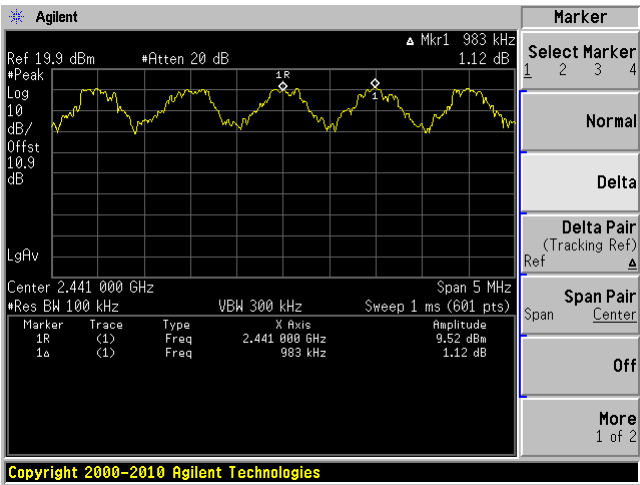 Agilent
Marker
Δ Mkr1 983 kHz
Ref 19.9 dBm #Atten 20 dB 1.12 dB
#Peak
Log
10
dB/
Offst
10.9
dB
LgAv
1R
1
Center 2.441 000 GHz Span 5 MHz
#Res BW 100 kHz VBW 300 kHz Sweep 1 ms (601 pts)
Marker Trace Type X Axis Amplitude
1R (1) Freq 2.441 000 GHz 9.52 dBm
1Δ (1) Freq 983 kHz 1.12 dB
Select Marker
1 2 3 4
Normal
Delta
Delta Pair
(Tracking Ref)
Ref Δ
Span Pair
Span Center
Off
More
1 of 2
Copyright 2000-2010 Agilent Technologies